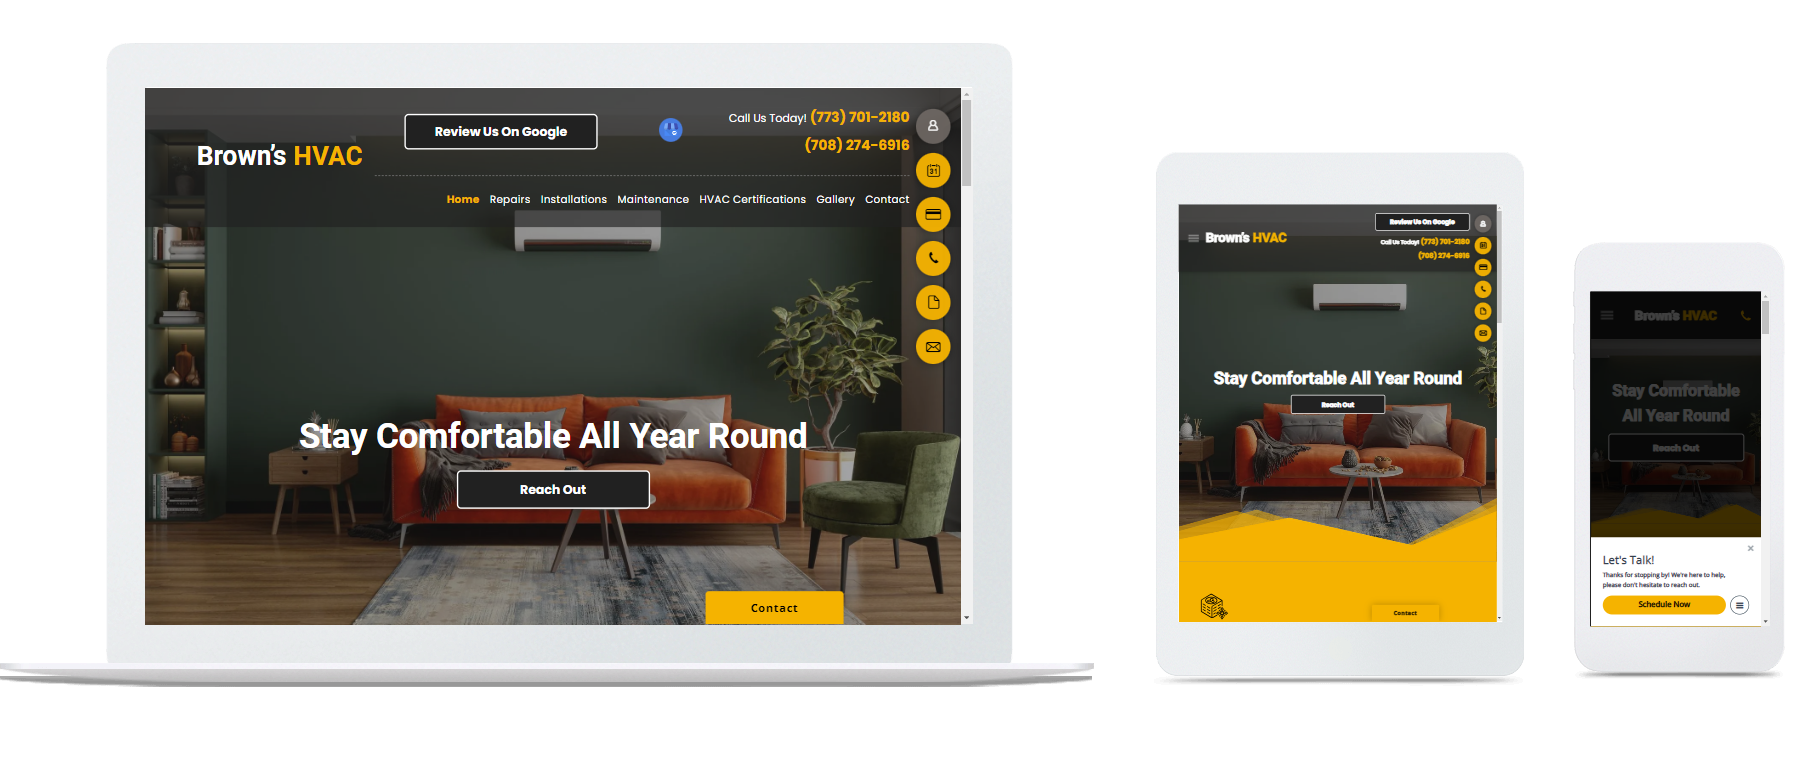 Review Us On Google
Call Us Today! (773) 701-2180
(708) 274-6916
Brown's HVAC
Home Repairs Installations Maintenance HVAC Certifications Gallery Contact
31
Stay Comfortable All Year Round
Reach Out
Contact
Review Us On Google
Brown's HVAC
Call Us Today! (773) 701-2180
(708) 274-6916
Stay Comfortable All Year Round
Reach Out
Contact
Brown's HVAC
Stay Comfortable
All Year Round
Reach Out
Let's Talk!
Thanks for stopping by! We're here to help,
please don't hesitate to reach out.
Schedule Now